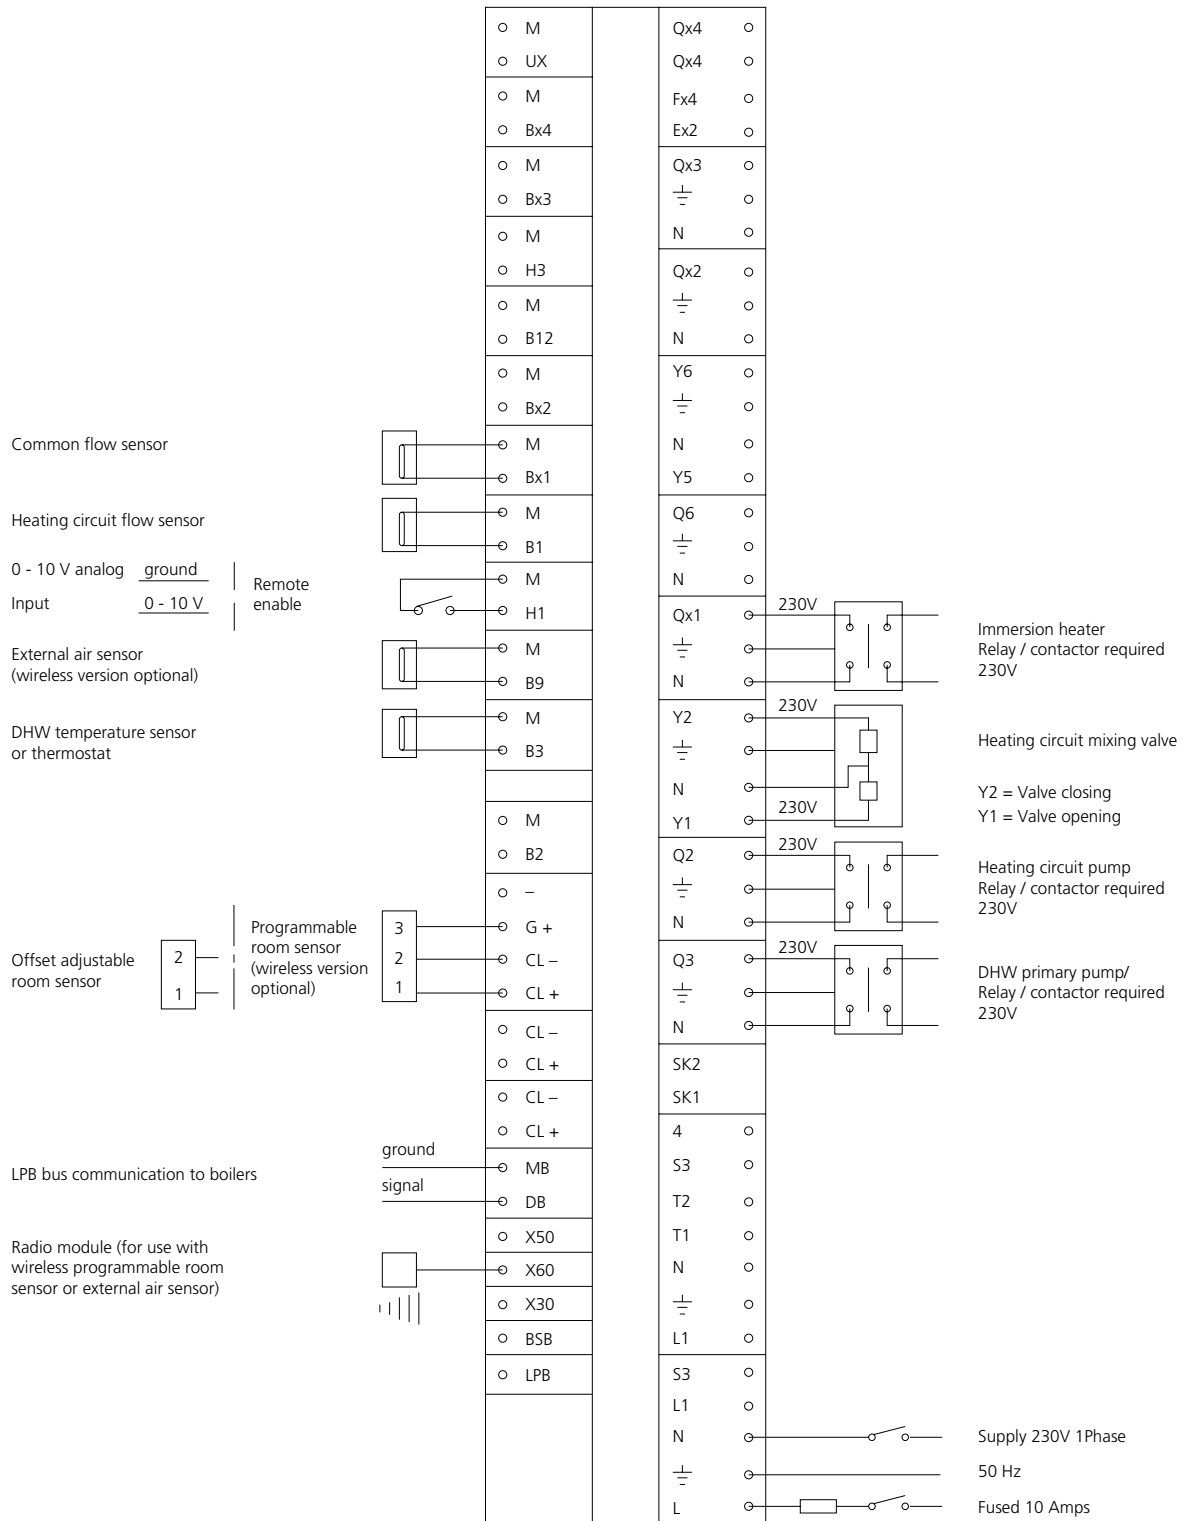 M
UX
M
Bx4
M
Bx3
M
H3
M
B12
M
Bx2
Common flow sensor
M
Bx1
Heating circuit flow sensor
M
B1
0 - 10 V analog ground
Input 0 - 10 V
Remote
enable
M
H1
External air sensor
(wireless version optional)
M
B9
DHW temperature sensor
or thermostat
M
B3
M
B2
–
G +
CL –
CL +
Offset adjustable
room sensor
2
1
Programmable
room sensor
(wireless version
optional)
3
2
1
CL –
CL +
CL –
CL +
LPB bus communication to boilers
ground
signal
MB
DB
X50
Radio module (for use with
wireless programmable room
sensor or external air sensor)
X60
X30
BSB
LPB
Qx4
Qx4
Fx4
Ex2
Qx3
N
Qx2
N
Y6
N
Y5
Q6
N
Qx1
N
230V
Immersion heater
Relay / contactor required
230V
Y2
N
Y1
230V
230V
Heating circuit mixing valve
Y2 = Valve closing
Y1 = Valve opening
Q2
N
230V
Heating circuit pump
Relay / contactor required
230V
Q3
N
230V
DHW primary pump/
Relay / contactor required
230V
SK2
SK1
4
S3
T2
T1
N
L1
S3
L1
N
Supply 230V 1Phase
50 Hz
L
Fused 10 Amps